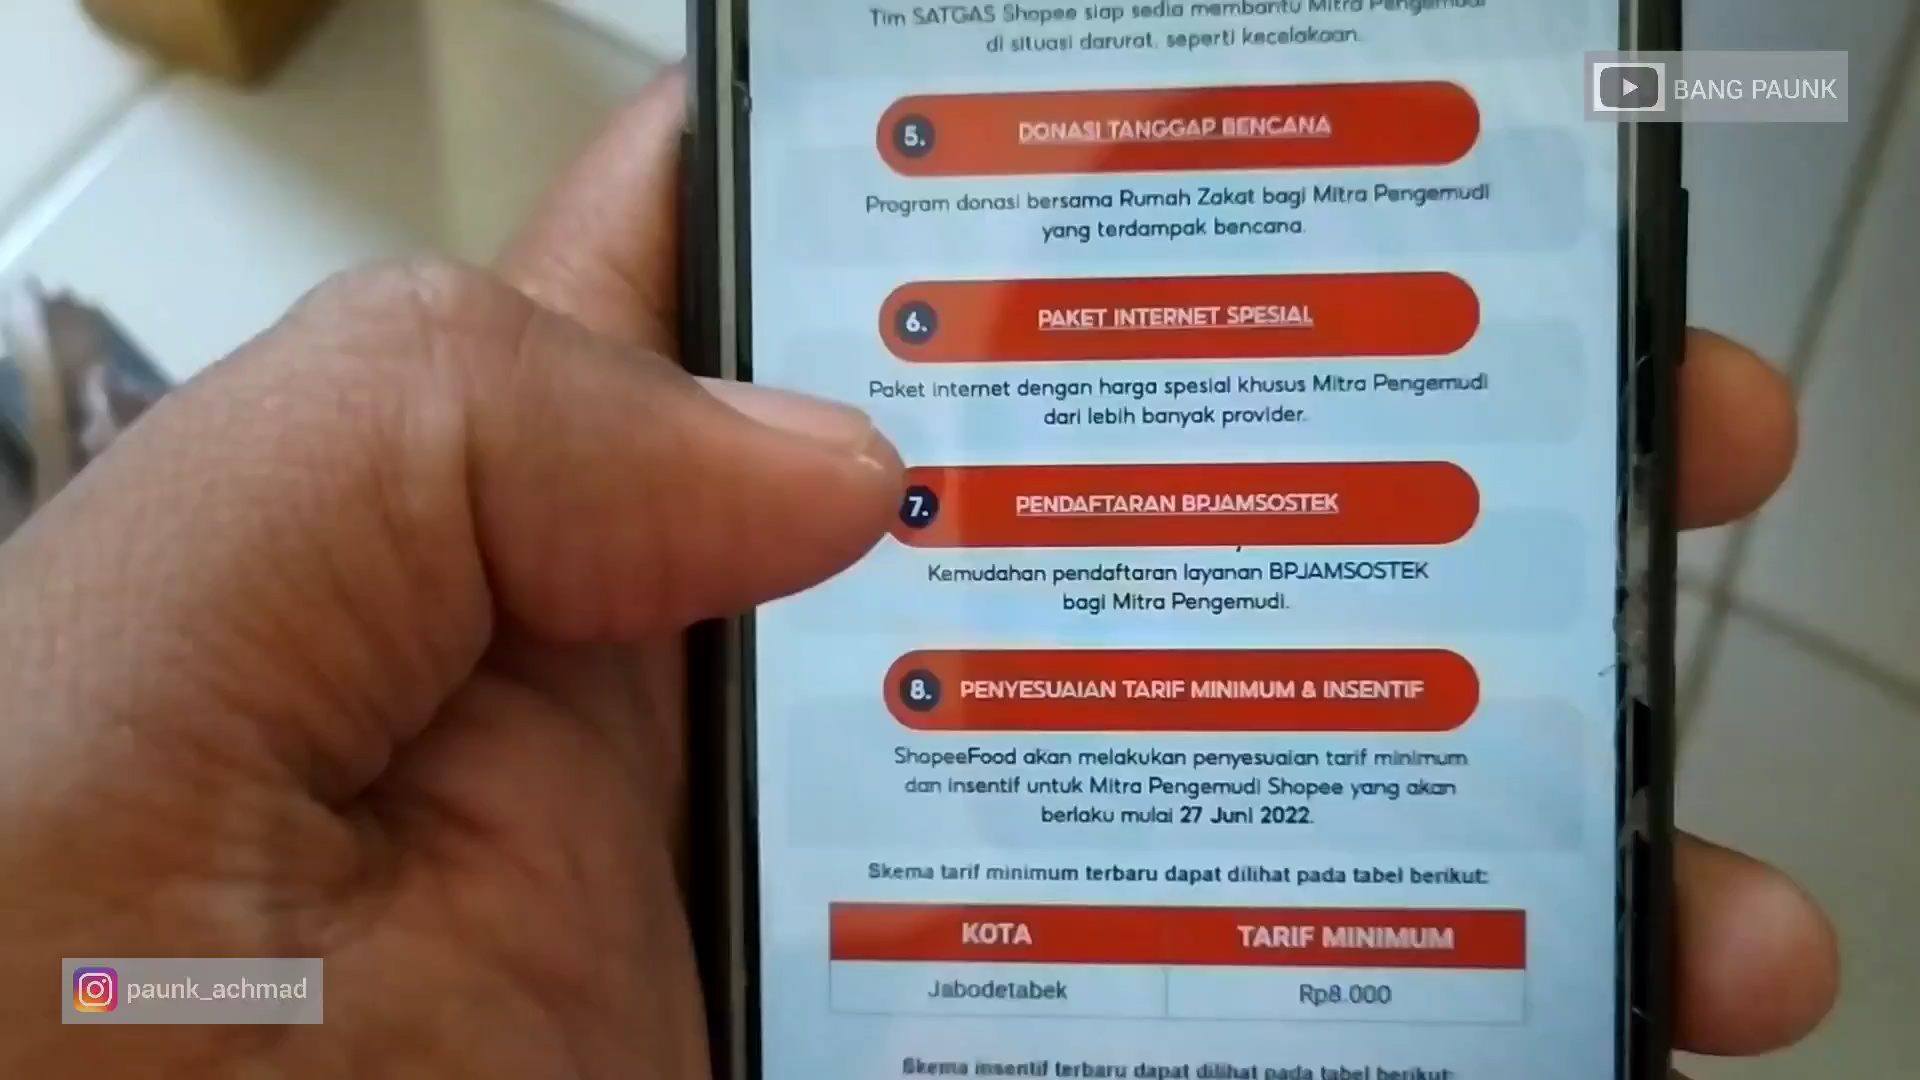 Tim SATGAS Shopee siap sedia membantu Mitra Pengemudi
di situasi darurat, seperti kecelakaan.
BANG PAUNK
5. DONASI TANGGAP BENCANA
Program donasi bersama Rumah Zakat bagi Mitra Pengemudi
yang terdampak bencana.
6. PAKET INTERNET SPESIAL
Paket internet dengan harga spesial khusus Mitra Pengemudi
dari lebih banyak provider.
7. PENDAFTARAN BPJAMSOSTEK
Kemudahan pendaftaran layanan BPJAMSOSTEK
bagi Mitra Pengemudi.
8. PENYESUAIAN TARIF MINIMUM & INSENTIF
ShopeeFood akan melakukan penyesuaian tarif minimum
dan insentif untuk Mitra Pengemudi Shopee yang akan
berlaku mulai 27 Juni 2022.
Skema tarif minimum terbaru dapat dilihat pada tabel berikut:
KOTA TARIF MINIMUM
Jabodetabek Rp8.000
paunk_achmad
Skema insentif terbaru dapat dilihat pada tabel berikut: